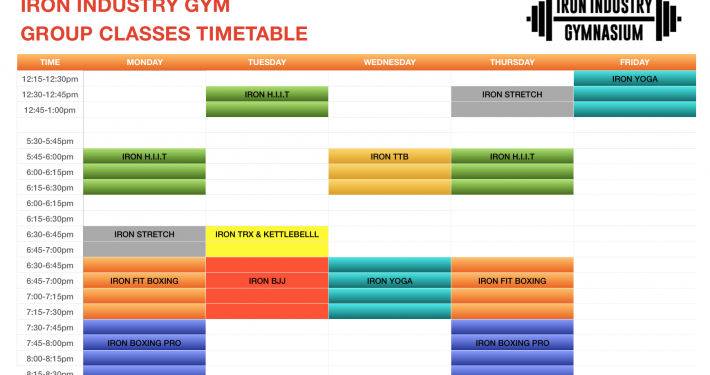 IRON INDUSTRY GYM
GROUP CLASSES TIMETABLE
IRON INDUSTRY
GYMNASIUM
TIME MONDAY TUESDAY WEDNESDAY THURSDAY FRIDAY
12:15-12:30pm IRON YOGA
12:30-12:45pm IRON H.I.I.T IRON STRETCH
12:45-1:00pm
5:30-5:45pm
5:45-6:00pm IRON H.I.I.T IRON TTB IRON H.I.I.T
6:00-6:15pm
6:15-6:30pm
6:00-6:15pm
6:15-6:30pm
6:30-6:45pm IRON STRETCH IRON TRX & KETTLEBELLL
6:45-7:00pm
6:30-6:45pm
6:45-7:00pm IRON FIT BOXING IRON BJJ IRON YOGA IRON FIT BOXING
7:00-7:15pm
7:15-7:30pm
7:30-7:45pm
7:45-8:00pm IRON BOXING PRO IRON BOXING PRO
8:00-8:15pm
8:15-8:30pm